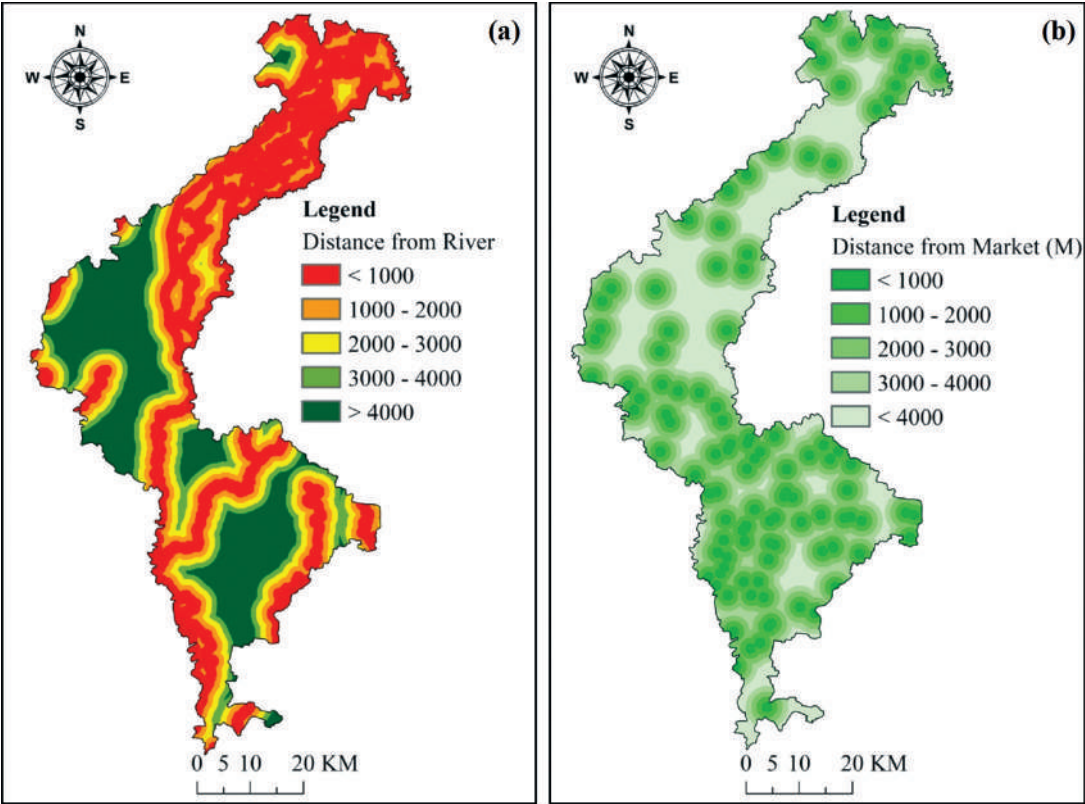 (a)
N
W E
S
Legend
Distance from River
< 1000
1000 - 2000
2000 - 3000
3000 - 4000
> 4000
0 5 10 20 KM
(b)
N
W E
S
Legend
Distance from Market (M)
< 1000
1000 - 2000
2000 - 3000
3000 - 4000
< 4000
0 5 10 20 KM